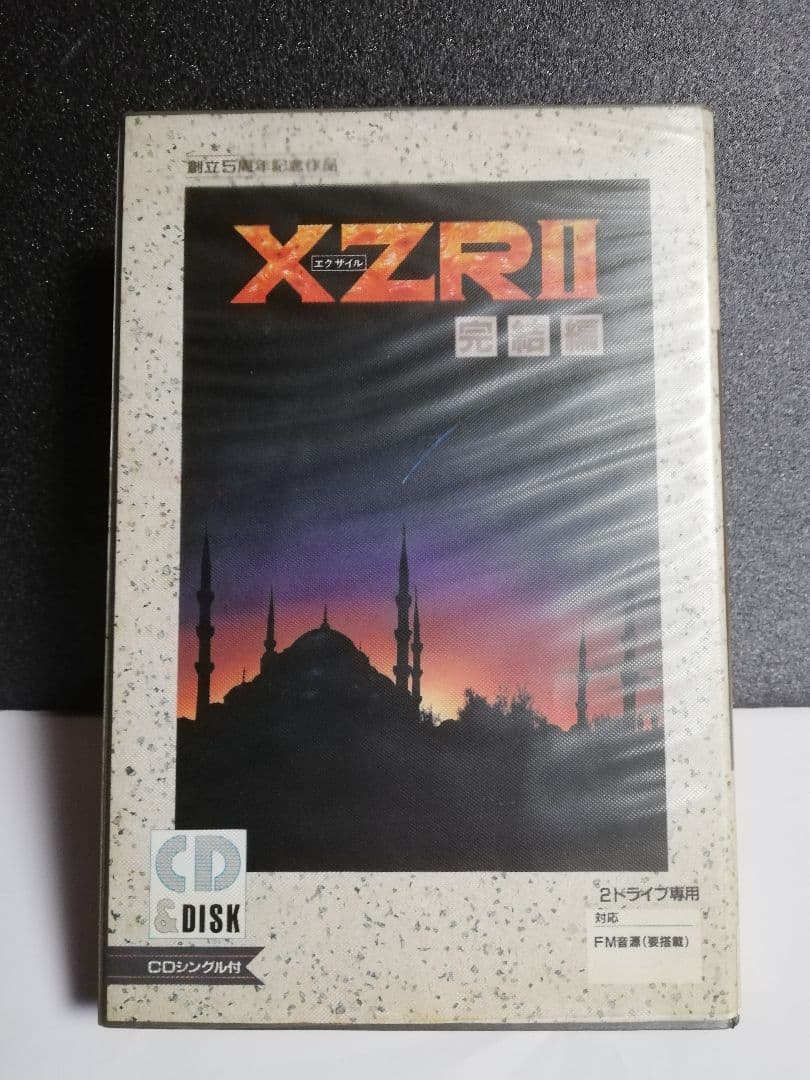 創立5周年記念作品
XZRII
エクザイル
完結編
CD
& DISK
CDシングル付
2ドライブ専用
対応
FM音源(要搭載)